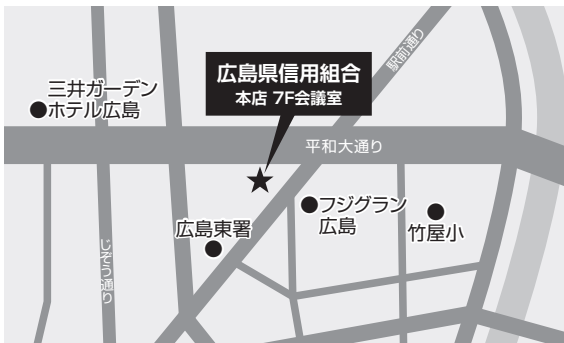 駅前通り
広島県信用組合
本店 7F会議室
三井ガーデン
ホテル広島
平和大通り
フジグラン
広島
竹屋小
広島東署
じぞう通り